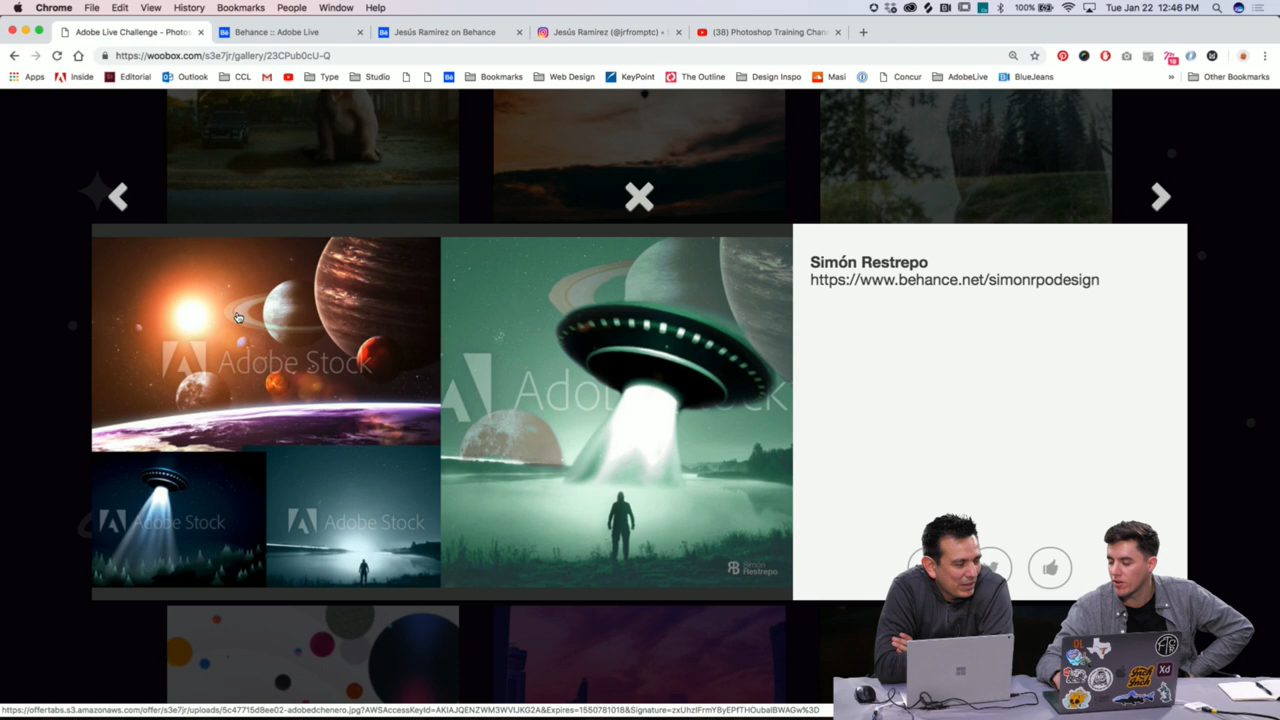 Chrome File Edit View History Bookmarks People Window Help
100% Tue Jan 22 12:46 PM
Adobe Live Challenge - Photos
Behance :: Adobe Live
Jesús Ramirez on Behance
Jesús Ramirez (@jrfromptc) •
(38) Photoshop Training Chann
https://woobox.com/s3e7jr/gallery/23CPub0cU-Q
Apps Inside Editorial Outlook CCL Type Studio Bookmarks Web Design KeyPoint The Outline Design Inspo Masi Concur AdobeLive BlueJeans » Other Bookmarks
Simón Restrepo
https://www.behance.net/simonrpodesign
Adobe Stock
Adobe Stock
Adobe Stock
Adobe Stock
Simón
Restrepo
Xd